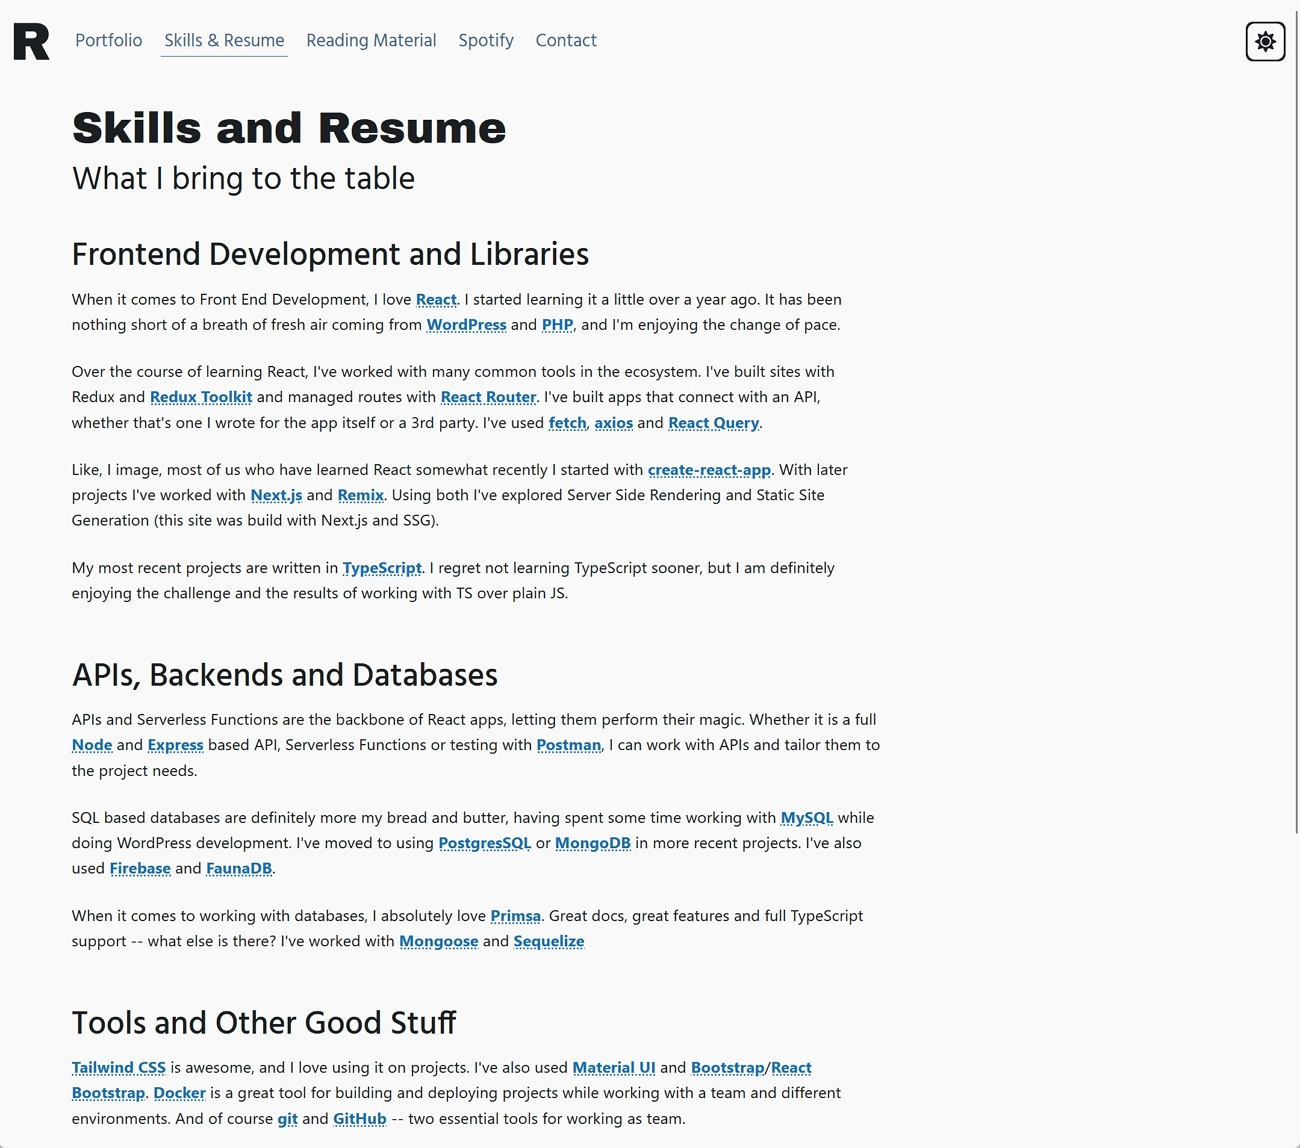 R
Portfolio Skills & Resume Reading Material Spotify Contact
Skills and Resume
What I bring to the table
Frontend Development and Libraries
When it comes to Front End Development, I love React. I started learning it a little over a year ago. It has been
nothing short of a breath of fresh air coming from WordPress and PHP, and I'm enjoying the change of pace.
Over the course of learning React, I've worked with many common tools in the ecosystem. I've built sites with
Redux and Redux Toolkit and managed routes with React Router. I've built apps that connect with an API,
whether that's one I wrote for the app itself or a 3rd party. I've used fetch, axios and React Query.
Like, I image, most of us who have learned React somewhat recently I started with create-react-app. With later
projects I've worked with Next.js and Remix. Using both I've explored Server Side Rendering and Static Site
Generation (this site was build with Next.js and SSG).
My most recent projects are written in TypeScript. I regret not learning TypeScript sooner, but I am definitely
enjoying the challenge and the results of working with TS over plain JS.
APIs, Backends and Databases
APIs and Serverless Functions are the backbone of React apps, letting them perform their magic. Whether it is a full
Node and Express based API, Serverless Functions or testing with Postman, I can work with APIs and tailor them to
the project needs.
SQL based databases are definitely more my bread and butter, having spent some time working with MySQL while
doing WordPress development. I've moved to using PostgresSQL or MongoDB in more recent projects. I've also
used Firebase and FaunaDB.
When it comes to working with databases, I absolutely love Primsa. Great docs, great features and full TypeScript
support -- what else is there? I've worked with Mongoose and Sequelize
Tools and Other Good Stuff
Tailwind CSS is awesome, and I love using it on projects. I've also used Material UI and Bootstrap/React
Bootstrap. Docker is a great tool for building and deploying projects while working with a team and different
environments. And of course git and GitHub -- two essential tools for working as team.